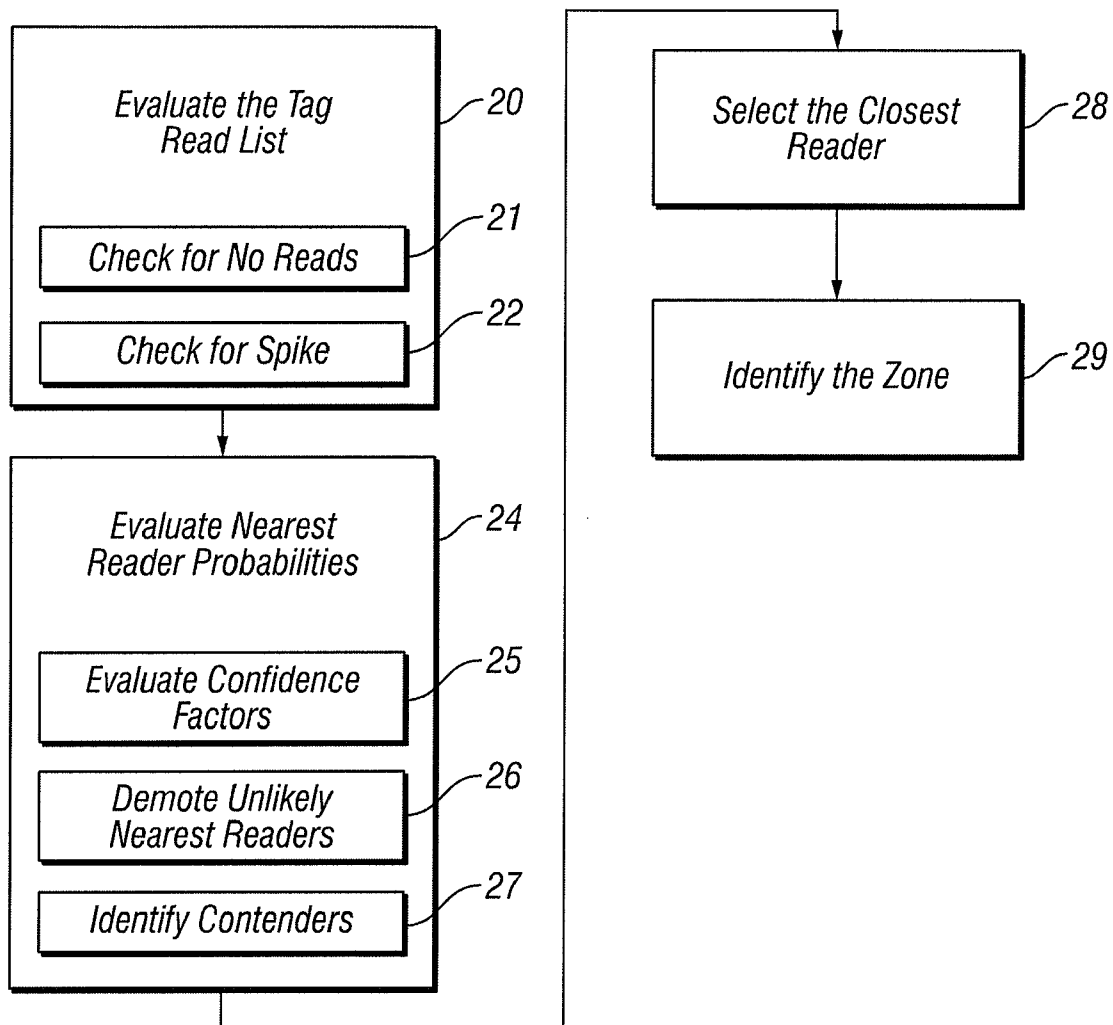 Evaluate the Tag
Read List
20
Check for No Reads
21
Check for Spike
22
Evaluate Nearest
Reader Probabilities
24
Evaluate Confidence
Factors
25
Demote Unlikely
Nearest Readers
26
Identify Contenders
27
Select the Closest
Reader
28
Identify the Zone
29